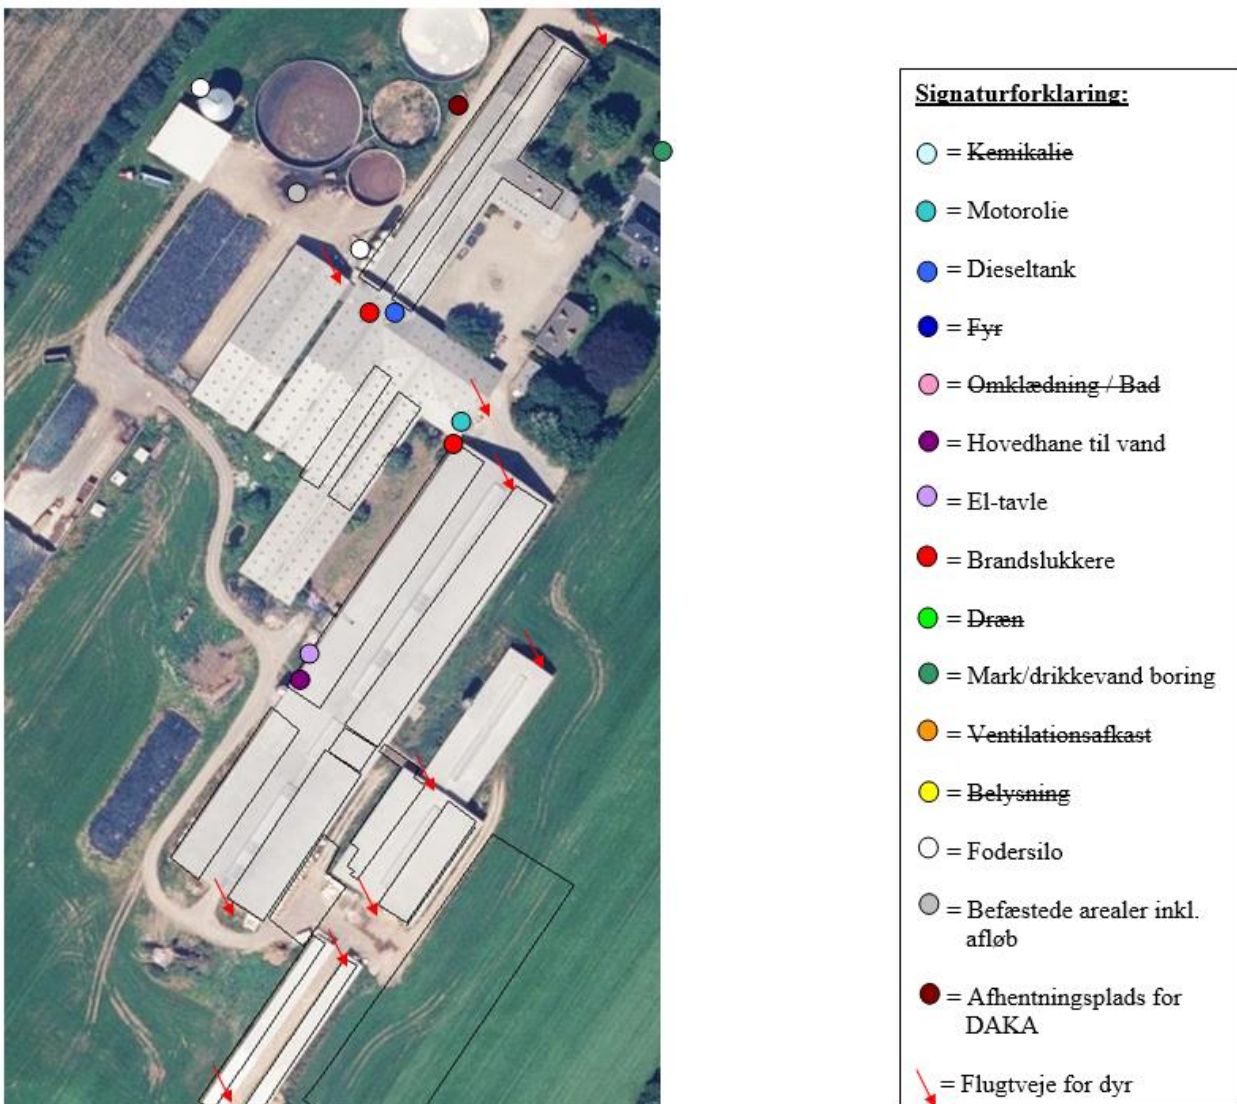 Signaturforklaring:
= Kemikalie
= Motorolie
= Dieseltank
= Fyr
= Omklædning / Bad
= Hovedhane til vand
= El-tavle
= Brandslukkere
= Dræn
= Mark/drikkevand boring
= Ventilationsafkast
= Belysning
= Fodersilo
= Befæstede arealer inkl.
afløb
= Afhentningsplads for
DAKA
= Flugtveje for dyr